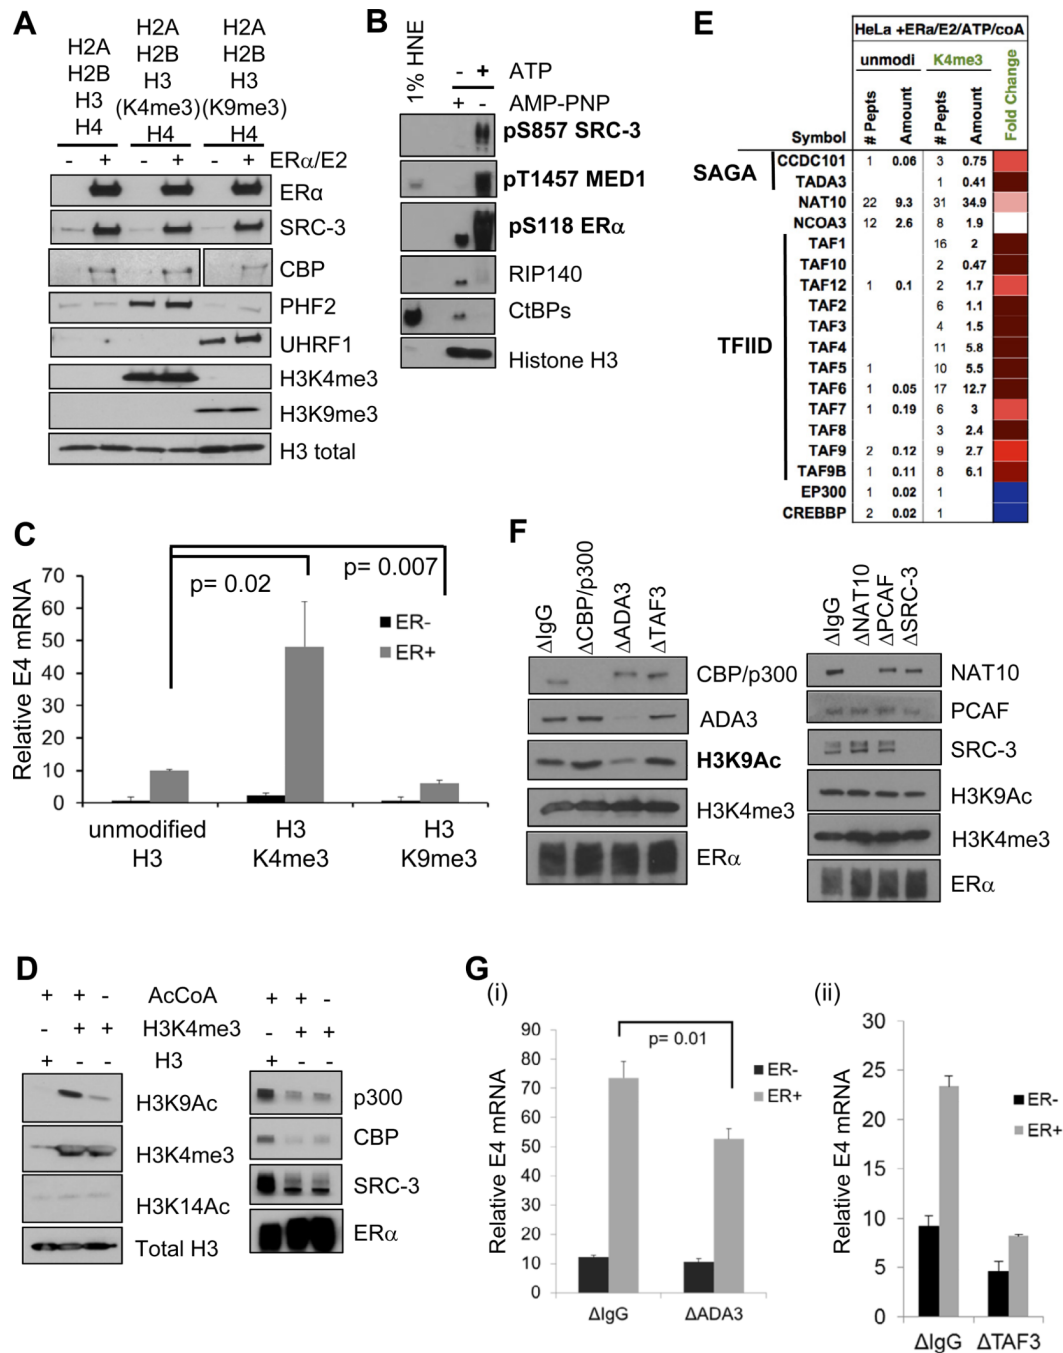 A
H2A H2A H2A
H2B H2B H2B
H3 H3 H3
H4 (K4me3) (K9me3)
H4 H4
- + - + - + ERα/E2
ERα
SRC-3
CBP
PHF2
UHRF1
H3K4me3
H3K9me3
H3 total
B
1% HNE
- + ATP
+ - AMP-PNP
pS857 SRC-3
pT1457 MED1
pS118 ERα
RIP140
CtBPs
Histone H3
E
HeLa +ERa/E2/ATP/coA
unmodi K4me3
Symbol # Pepts Amount # Pepts Amount Fold Change
SAGA
CCDC101 1 0.06 3 0.75
TADA3 1 0.41
NAT10 22 9.3 31 34.9
NCOA3 12 2.6 8 1.9
TFIID
TAF1 16 2
TAF10 2 0.47
TAF12 1 0.1 2 1.7
TAF2 6 1.1
TAF3 4 1.5
TAF4 11 5.8
TAF5 1 10 5.5
TAF6 1 0.05 17 12.7
TAF7 1 0.19 6 3
TAF8 3 2.4
TAF9 2 0.12 9 2.7
TAF9B 1 0.11 8 6.1
EP300 1 0.02 1
CREBBP 2 0.02 1
C
p= 0.02
p= 0.007
Relative E4 mRNA
70
60
50
40
30
20
10
0
ER-
ER+
unmodified H3 H3
H3 K4me3 K9me3
F
ΔIgG
ΔCBP/p300
ΔADA3
ΔTAF3
CBP/p300
ADA3
H3K9Ac
H3K4me3
ERα
ΔIgG
ΔNAT10
ΔPCAF
ΔSRC-3
NAT10
PCAF
SRC-3
H3K9Ac
H3K4me3
ERα
D
+ + - AcCoA + + -
- + + H3K4me3 - + +
+ - - H3 + - -
H3K9Ac
H3K4me3
H3K14Ac
Total H3
p300
CBP
SRC-3
ERα
G
(i)
Relative E4 mRNA
90
80
70
60
50
40
30
20
10
0
p= 0.01
ER-
ER+
ΔIgG ΔADA3
(ii)
Relative E4 mRNA
30
25
20
15
10
5
0
ER-
ER+
ΔIgG ΔTAF3